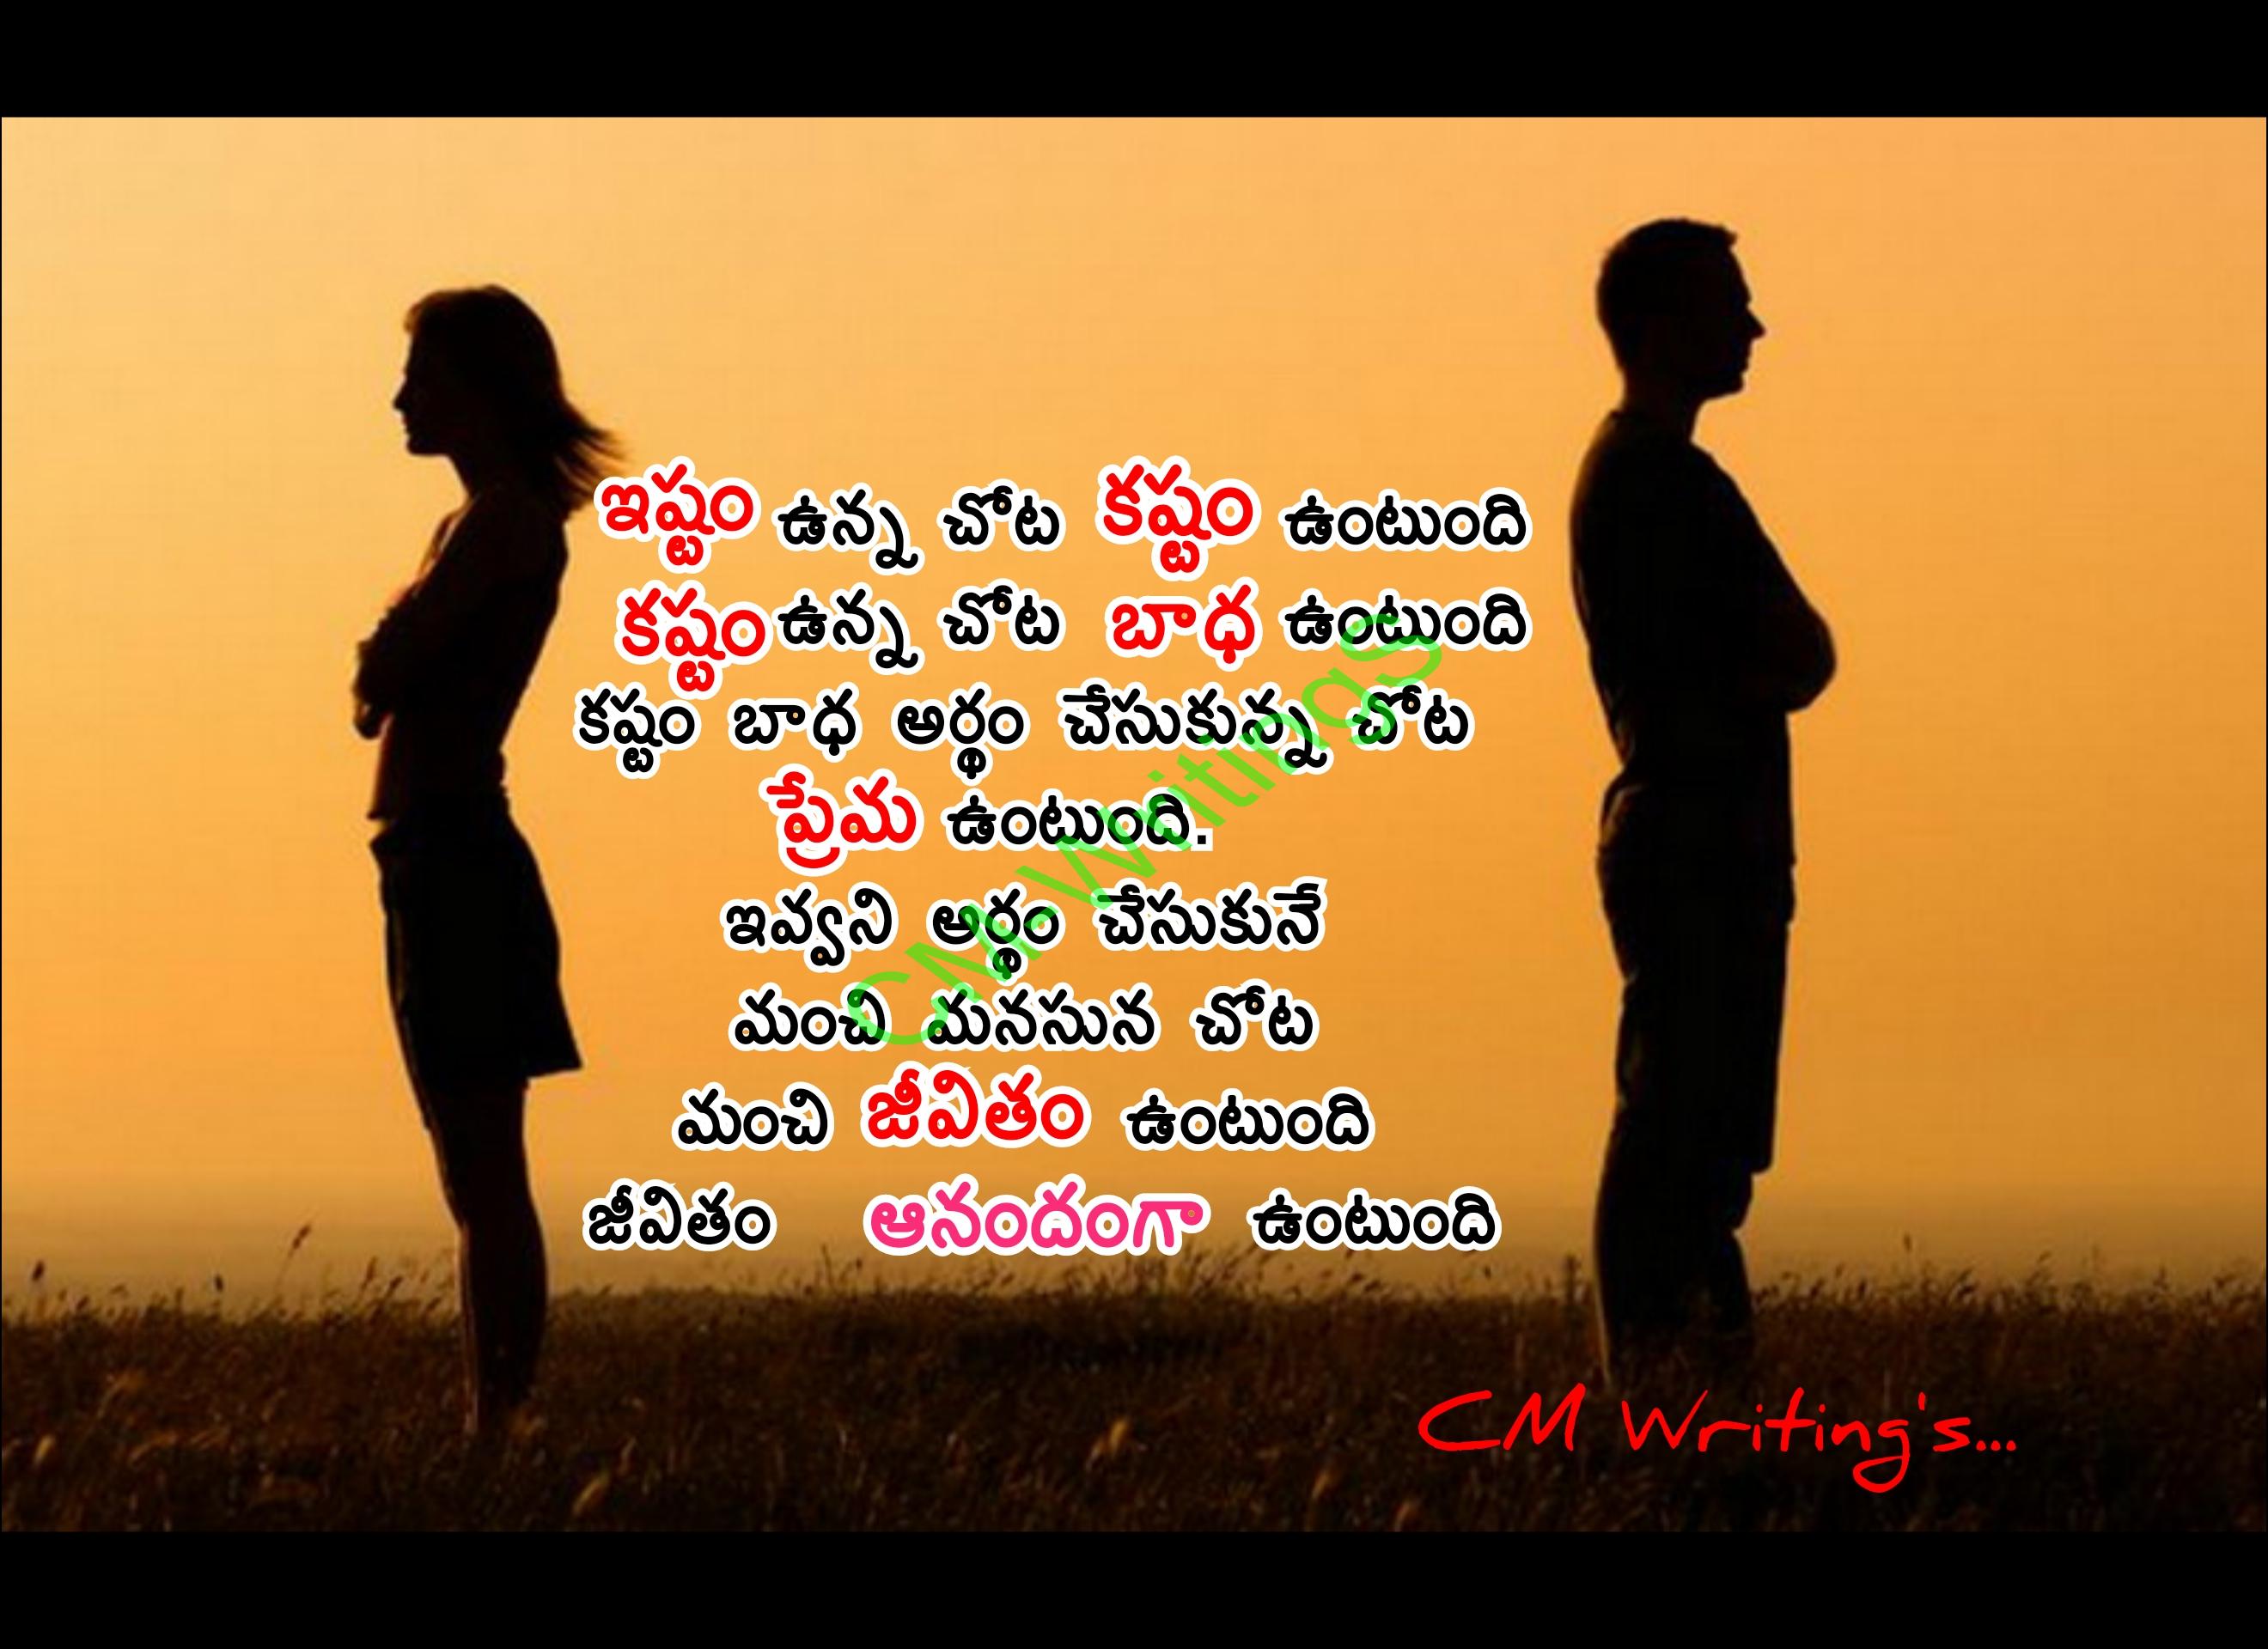 ఇష్టం ఉన్న చోట కష్టం ఉంటుంది
కష్టం ఉన్న చోట బాధ ఉంటుంది
కష్టం బాధ అర్థం చేసుకున్న చోట
ప్రేమ ఉంటుంది.
ఇవ్వని అర్థం చేసుకునే
మంచి మనసున చోట
మంచి జీవితం ఉంటుంది
జీవితం ఆనందంగా ఉంటుంది
CM-WritingS
CM Writing's...